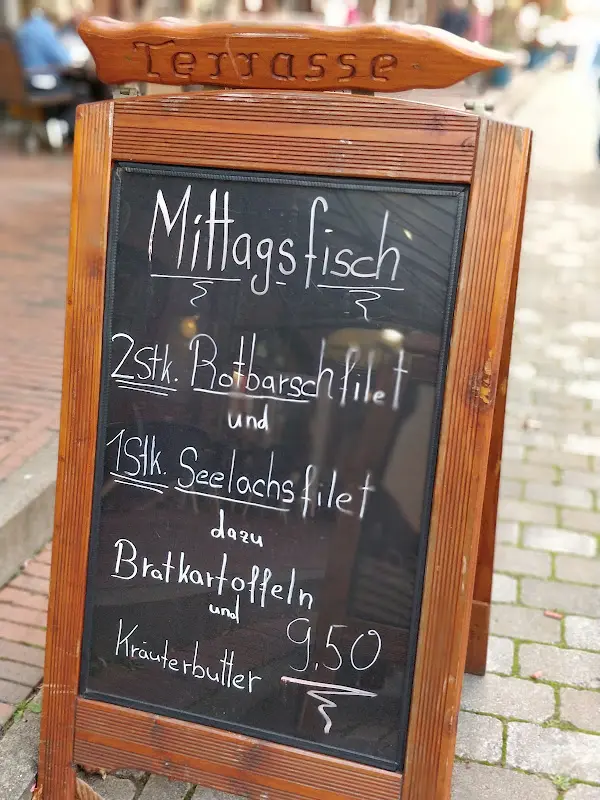 Terrasse
Mittagsfisch
2Stk. Rotbarschfilet
und
1Stk. Seelachsfilet
dazu
Bratkartoffeln
und
Kräuterbutter 9,50